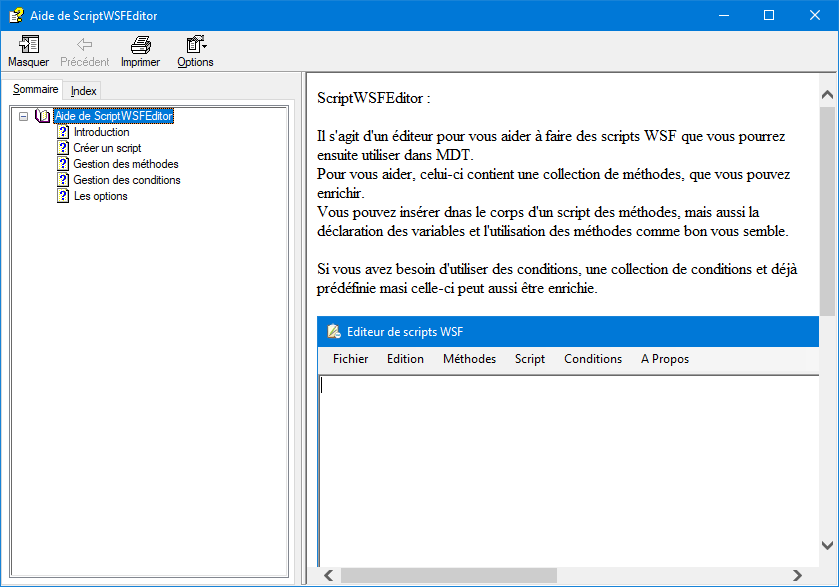 Aide de ScriptWSFEditor
Masquer Précédent Imprimer Options
Sommaire Index
Aide de ScriptWSFEditor
Introduction
Créer un script
Gestion des méthodes
Gestion des conditions
Les options
ScriptWSFEditor :
Il s'agit d'un éditeur pour vous aider à faire des scripts WSF que vous pourrez
ensuite utiliser dans MDT.
Pour vous aider, celui-ci contient une collection de méthodes, que vous pouvez
enrichir.
Vous pouvez insérer dnas le corps d'un script des méthodes, mais aussi la
déclaration des variables et l'utilisation des méthodes comme bon vous semble.
Si vous avez besoin d'utiliser des conditions, une collection de conditions et déjà
prédéfinie masi celle-ci peut aussi être enrichie.
Editeur de scripts WSF
Fichier Edition Méthodes Script Conditions A Propos